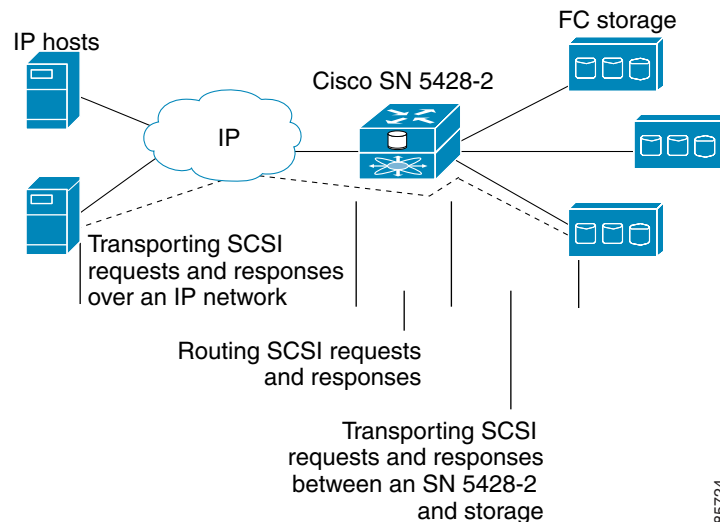 IP hosts
FC storage
Cisco SN 5428-2
IP
Transporting SCSI
requests and responses
over an IP network
Routing SCSI requests
and responses
Transporting SCSI
requests and responses
between an SN 5428-2
and storage